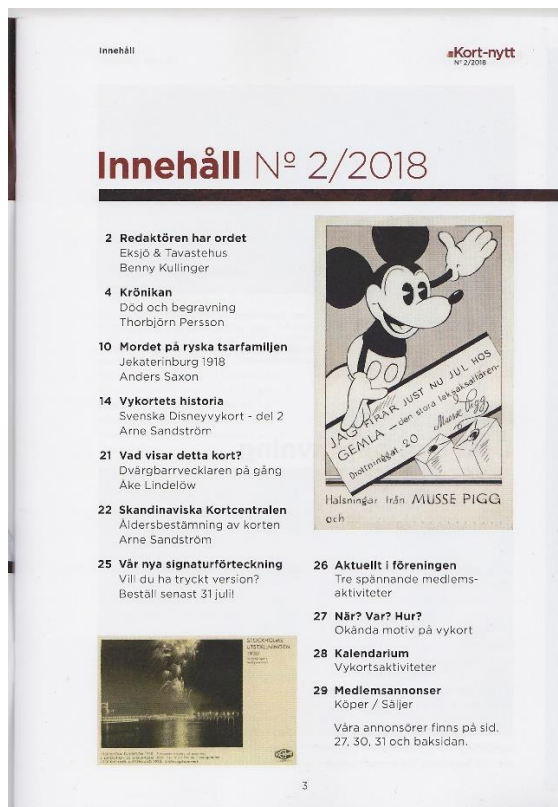 Innehåll
Kort-nytt
Nº 2/2018
Innehåll Nº 2/2018
2 Redaktören har ordet
Eksjö & Tavastehus
Benny Kullinger
4 Krönikan
Död och begravning
Thorbjörn Persson
10 Mordet på ryska tsarfamiljen
Jekaterinburg 1918
Anders Saxon
14 Vykortets historia
Svenska Disneyvykort - del 2
Arne Sandström
21 Vad visar detta kort?
Dvärgbarrvecklaren på gång
Åke Lindelöw
22 Skandinaviska Kortcentralen
Åldersbestämning av korten
Arne Sandström
25 Vår nya signaturförteckning
Vill du ha tryckt version?
Beställ senast 31 juli!
JAG FIRAR JUST NU JUL HOS
GEMLA – den stora leksaksaffären-
Drottninggat. 20
Musse Pigg
Hälsningar från MUSSE PIGG
och
26 Aktuellt i föreningen
Tre spännande medlems-
aktiviteter
27 När? Var? Hur?
Okända motiv på vykort
28 Kalendarium
Vykortsaktiviteter
29 Medlemsannonser
Köper / Säljer
Våra annonsörer finns på sid.
27, 30, 31 och baksidan.
STOCKHOLMS
UTSTÄLLNINGEN
1930
3